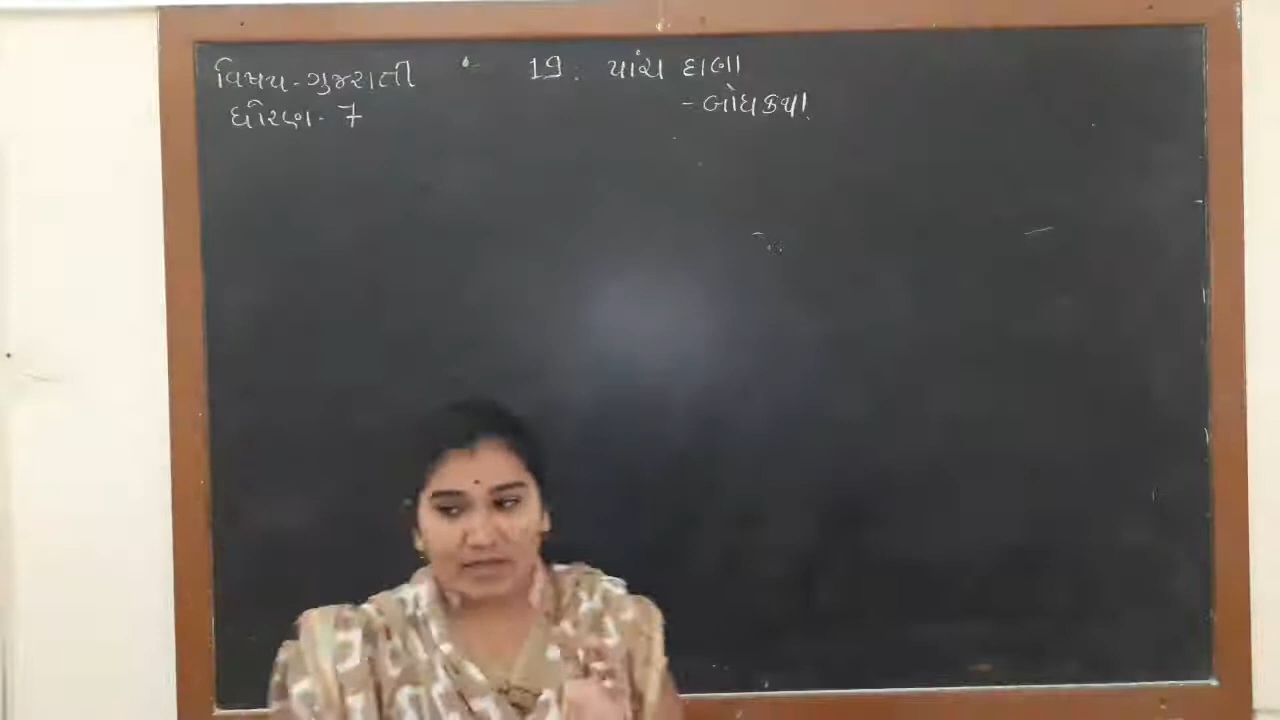 વિષય - ગુજરાતી
ધોરણ - 7
19. પાંચ દાણા
- બોધકથા